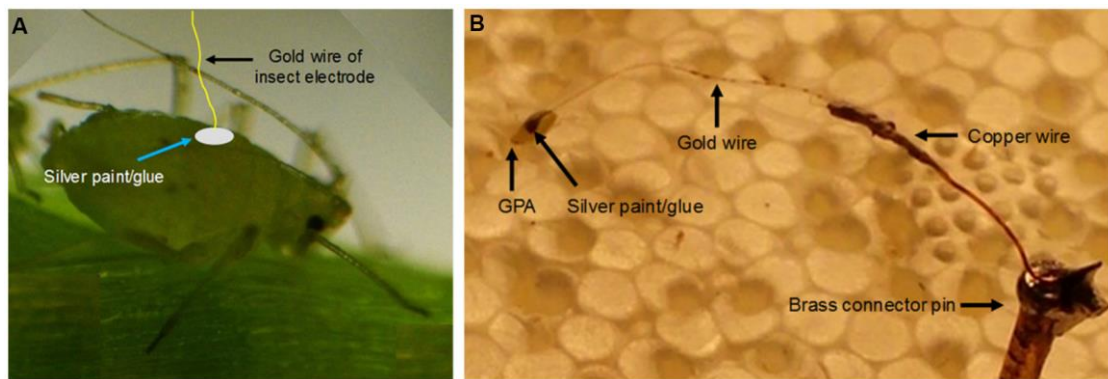 A
Gold wire of
insect electrode
Silver paint/glue
B
Gold wire
Copper wire
GPA
Silver paint/glue
Brass connector pin